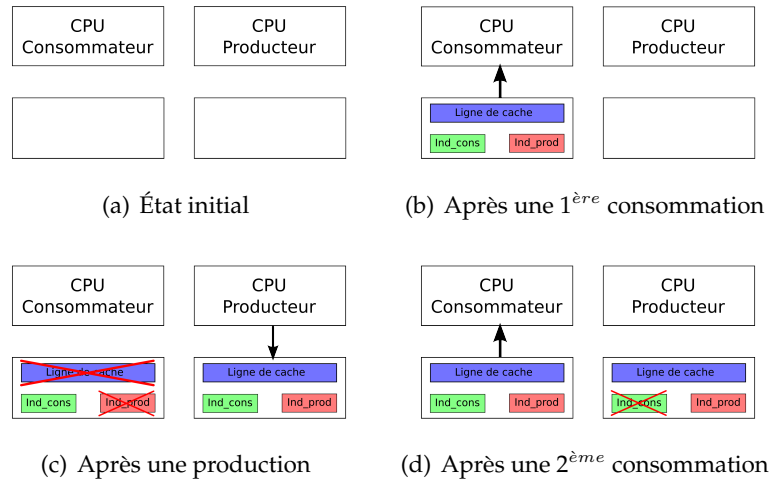 CPU
Consommateur
CPU
Producteur
CPU
Consommateur
CPU
Producteur
Ligne de cache
Ind_cons
Ind_prod
(a) État initial
(b) Après une 1ère consommation
CPU
Consommateur
CPU
Producteur
CPU
Consommateur
CPU
Producteur
Ligne de cache
Ligne de cache
Ligne de cache
Ind_cons
Ind_prod
Ind_cons
Ind_prod
Ind_cons
Ind_prod
Ind_cons
Ligne de cache
Ind_prod
(c) Après une production
(d) Après une 2ème consommation